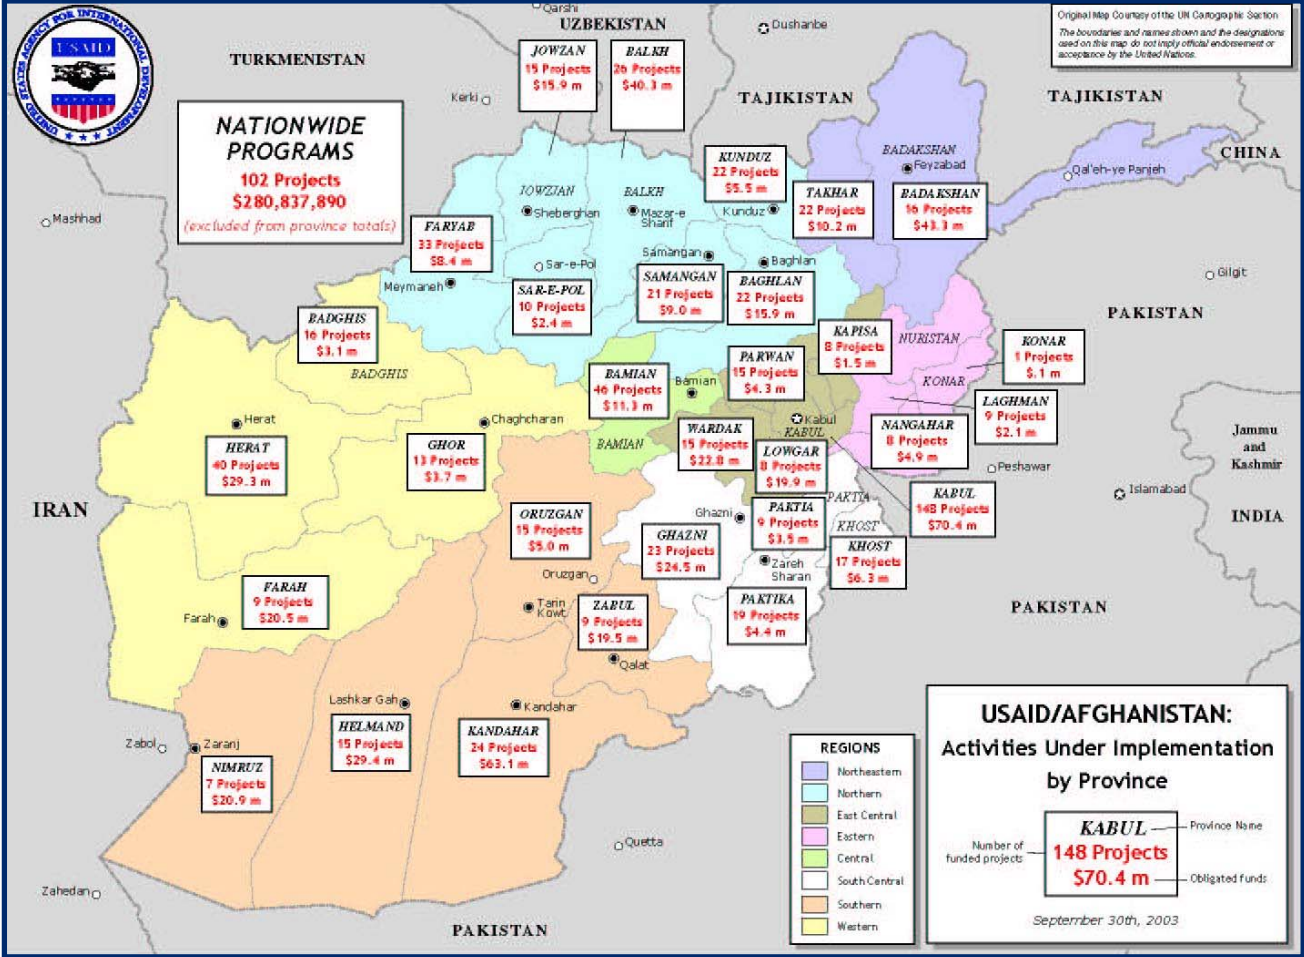 UNITED STATES AGENCY FOR INTERNATIONAL DEVELOPMENT
USAID
Original Map Courtesy of the UN Cartographic Section
The boundaries and names shown and the designations
used on this map do not imply official endorsement or
acceptance by the United Nations.
NATIONWIDE
PROGRAMS
102 Projects
$280,837,890
(excluded from province totals)
TURKMENISTAN
UZBEKISTAN
TAJIKISTAN
TAJIKISTAN
CHINA
PAKISTAN
Jammu
and
Kashmir
INDIA
PAKISTAN
PAKISTAN
IRAN
Qarshi
Dushanbe
Kerki
Mashhad
Qal'eh-ye Panjeh
Gilgit
Peshawar
Islamabad
Quetta
Zabol
Zahedan
JOWZAN
15 Projects
$15.9 m
BALKH
26 Projects
$40.3 m
KUNDUZ
22 Projects
$5.5 m
TAKHAR
22 Projects
$10.2 m
BADAKSHAN
Feyzabad
BADAKSHAN
16 Projects
$43.3 m
JOWZJAN
Sheberghan
BALKH
Mazar-e
Sharif
Kunduz
FARYAB
33 Projects
$8.4 m
Meymaneh
Sar-e-Pol
SAR-E-POL
10 Projects
$2.4 m
Samangan
SAMANGAN
21 Projects
$9.0 m
Baghlan
BAGHLAN
22 Projects
$15.9 m
BADGHIS
16 Projects
$3.1 m
BADGHIS
KAPISA
8 Projects
$1.5 m
NURISTAN
KONAR
1 Projects
$.1 m
KONAR
PARWAN
15 Projects
$4.3 m
BAMIAN
46 Projects
$11.3 m
Bamian
BAMIAN
LAGHMAN
9 Projects
$2.1 m
NANGAHAR
8 Projects
$4.9 m
Kabul
KABUL
WARDAK
15 Projects
$22.8 m
LOWGAR
8 Projects
$19.9 m
KABUL
148 Projects
$70.4 m
Herat
HERAT
40 Projects
$29.3 m
Chaghcharan
GHOR
13 Projects
$3.7 m
ORUZGAN
15 Projects
$5.0 m
Oruzgan
Ghazni
GHAZNI
23 Projects
$24.5 m
PAKTIA
9 Projects
$3.5 m
PAKTIA
KHOST
KHOST
17 Projects
$6.3 m
Zareh
Sharan
PAKTIKA
19 Projects
$4.4 m
FARAH
9 Projects
$20.5 m
Farah
Tarin
Kowt
ZABUL
9 Projects
$19.5 m
Qalat
Lashkar Gah
HELMAND
15 Projects
$29.4 m
Kandahar
KANDAHAR
24 Projects
$63.1 m
Zaranj
NIMRUZ
7 Projects
$20.9 m
REGIONS
Northeastern
Northern
East Central
Eastern
Central
South Central
Southern
Western
USAID/AFGHANISTAN:
Activities Under Implementation
by Province
KABUL
148 Projects
$70.4 m
Province Name
Number of
funded projects
Obligated funds
September 30th, 2003